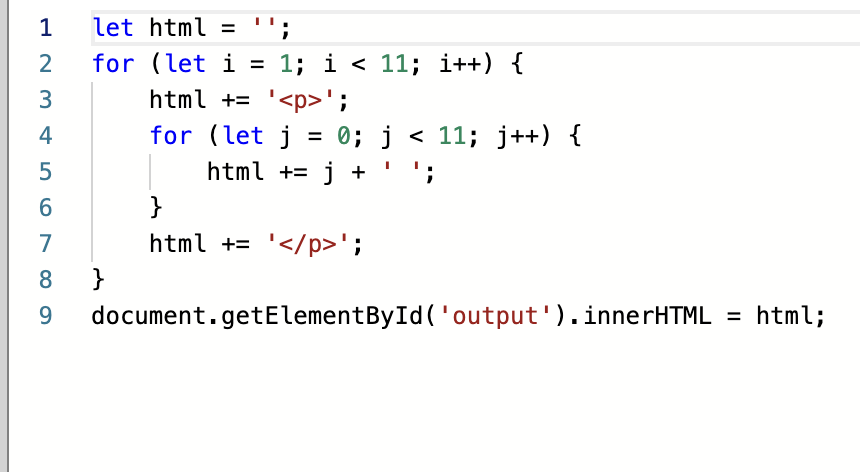 1 let html = '';
2 for (let i = 1; i < 11; i++) {
3     html += '<p>';
4     for (let j = 0; j < 11; j++) {
5         html += j + ' ';
6     }
7     html += '</p>';
8 }
9 document.getElementById('output').innerHTML = html;